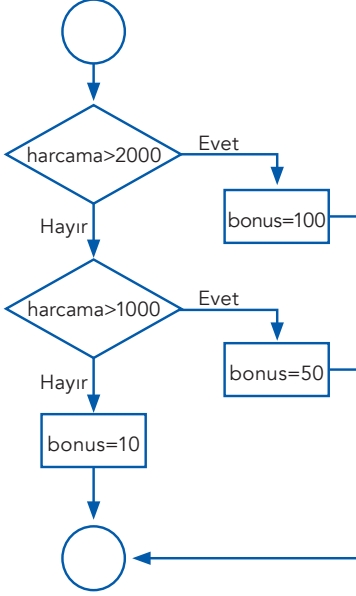 harcama>2000
Evet
bonus=100
Hayır
harcama>1000
Evet
bonus=50
Hayır
bonus=10